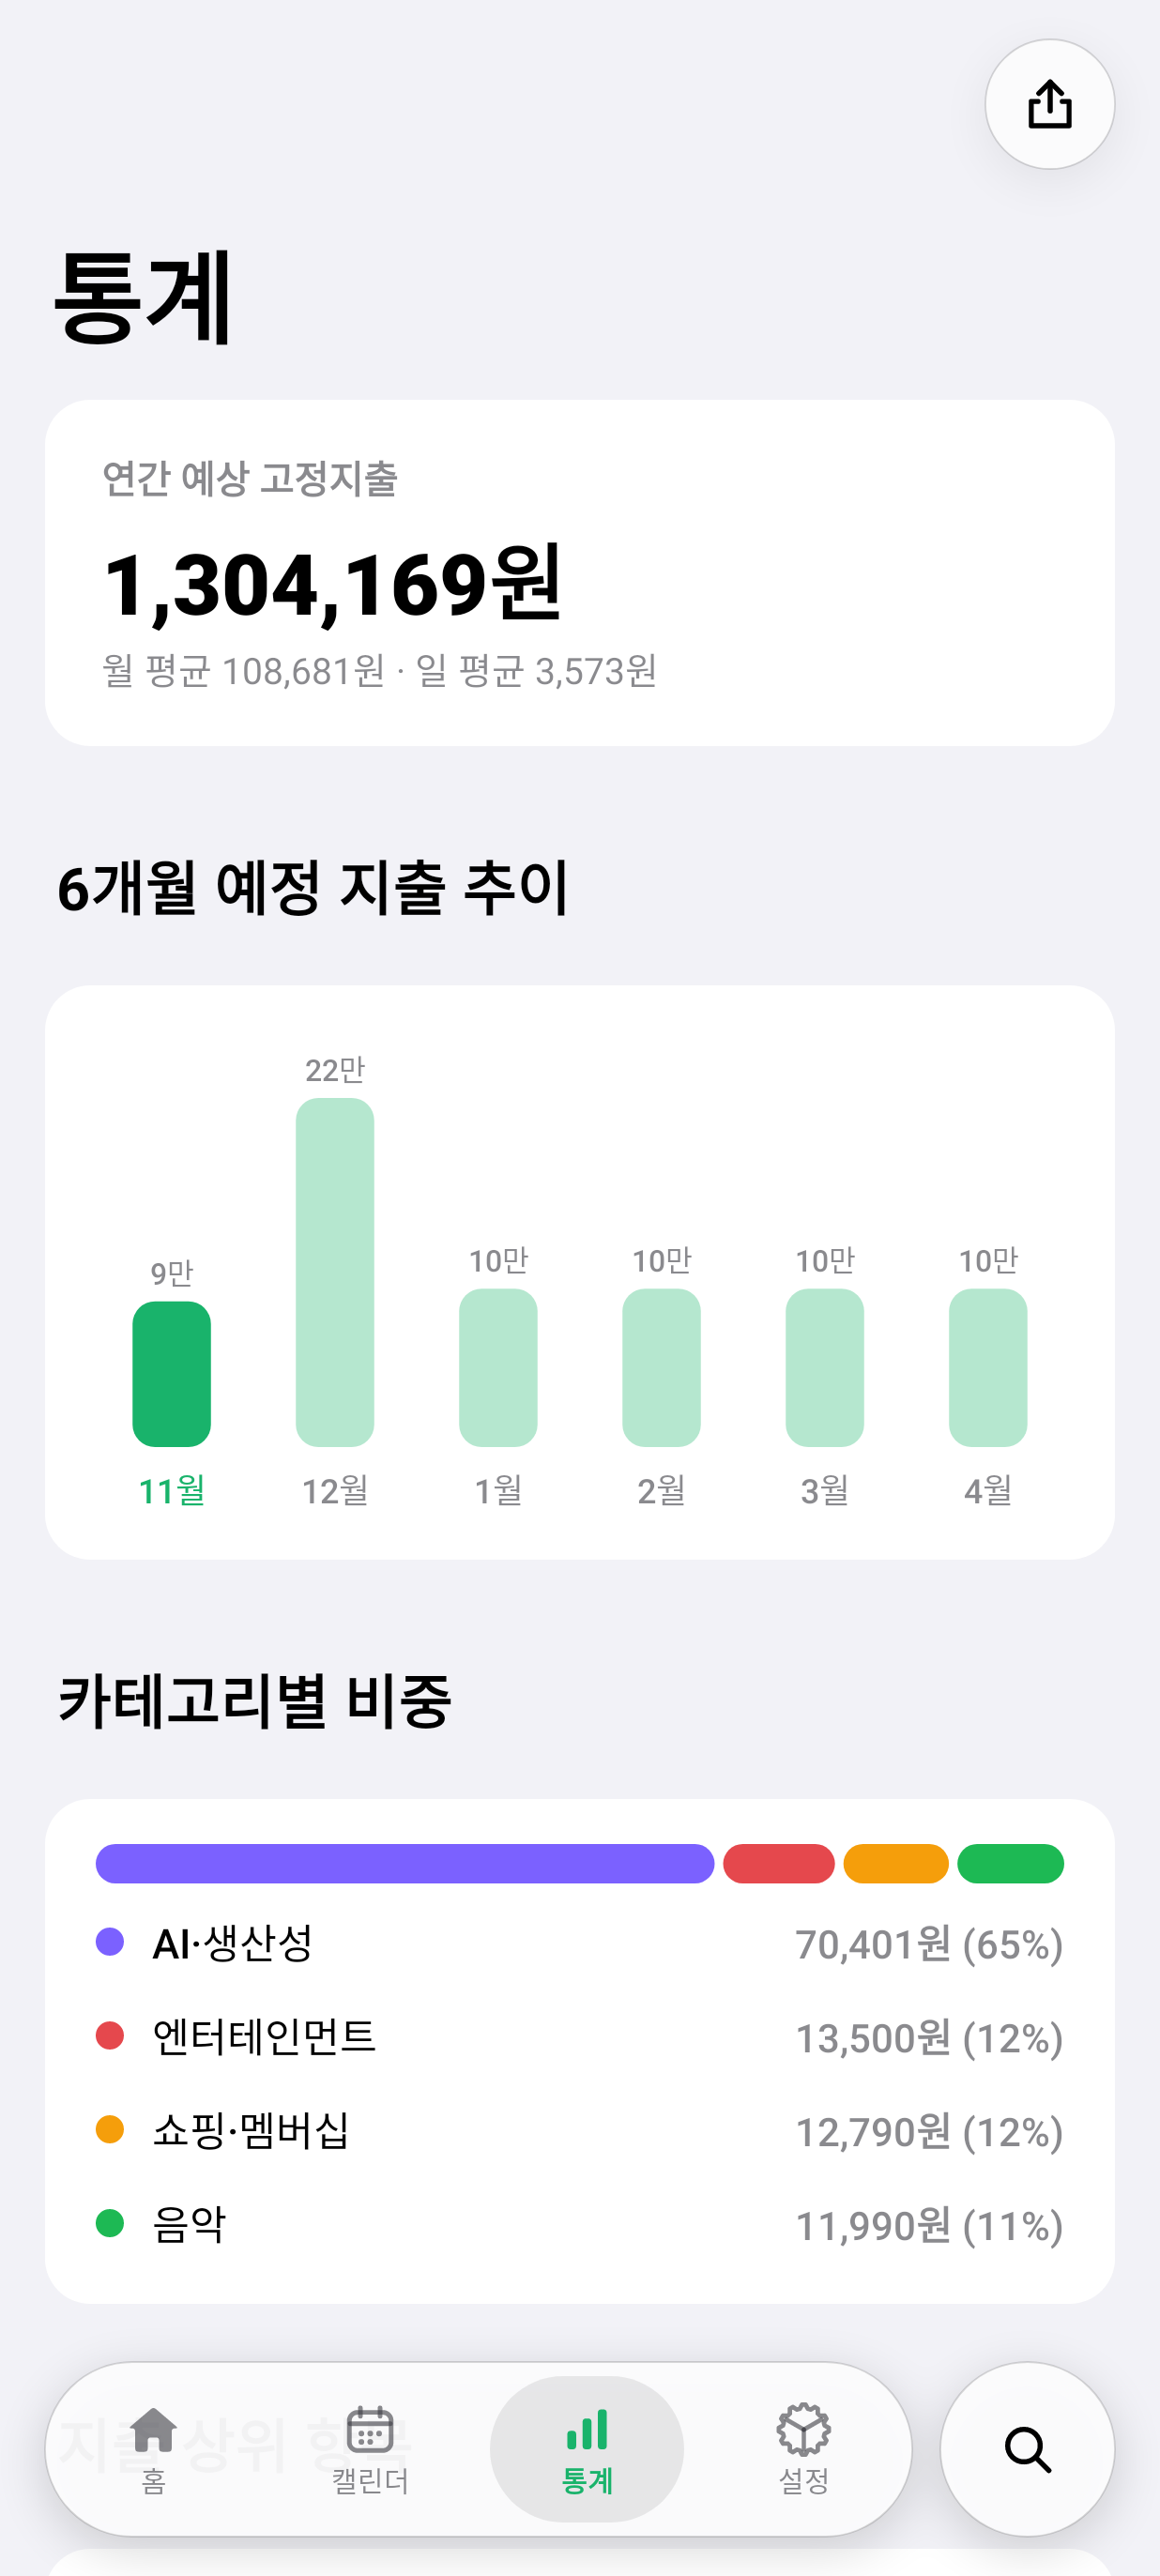 통계
연간 예상 고정지출
1,304,169원
월 평균 108,681원 · 일 평균 3,573원
6개월 예정 지출 추이
9만 22만 10만 10만 10만 10만
11월 12월 1월 2월 3월 4월
카테고리별 비중
AI·생산성 70,401원 (65%)
엔터테인먼트 13,500원 (12%)
쇼핑·멤버십 12,790원 (12%)
음악 11,990원 (11%)
지출 상위 항목
홈 캘린더 통계 설정